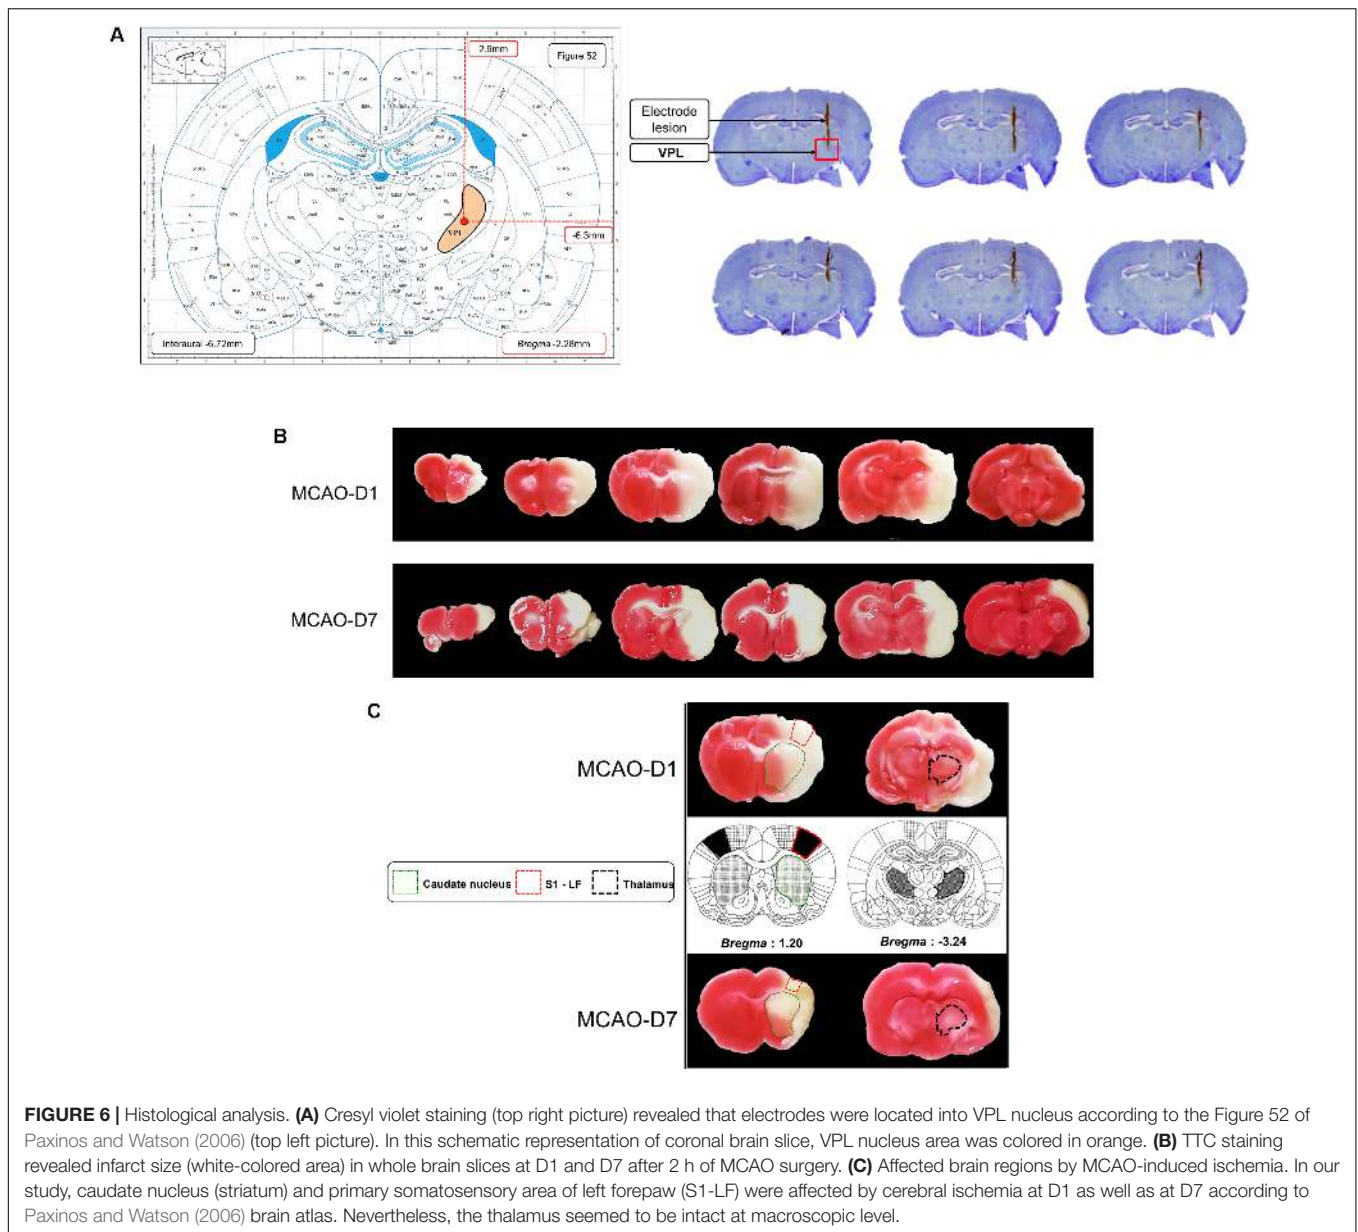 A
2.9mm
Figure 52
VPL
-6.3mm
Interaural -6.72mm
Bregma -2.28mm
Electrode
lesion
VPL
B
MCAO-D1
MCAO-D7
C
MCAO-D1
Caudate nucleus
S1 - LF
Thalamus
Bregma : 1.20
Bregma : -3.24
MCAO-D7
FIGURE 6 | Histological analysis. (A) Cresyl violet staining (top right picture) revealed that electrodes were located into VPL nucleus according to the Figure 52 of
Paxinos and Watson (2006) (top left picture). In this schematic representation of coronal brain slice, VPL nucleus area was colored in orange. (B) TTC staining
revealed infarct size (white-colored area) in whole brain slices at D1 and D7 after 2 h of MCAO surgery. (C) Affected brain regions by MCAO-induced ischemia. In our
study, caudate nucleus (striatum) and primary somatosensory area of left forepaw (S1-LF) were affected by cerebral ischemia at D1 as well as at D7 according to
Paxinos and Watson (2006) brain atlas. Nevertheless, the thalamus seemed to be intact at macroscopic level.